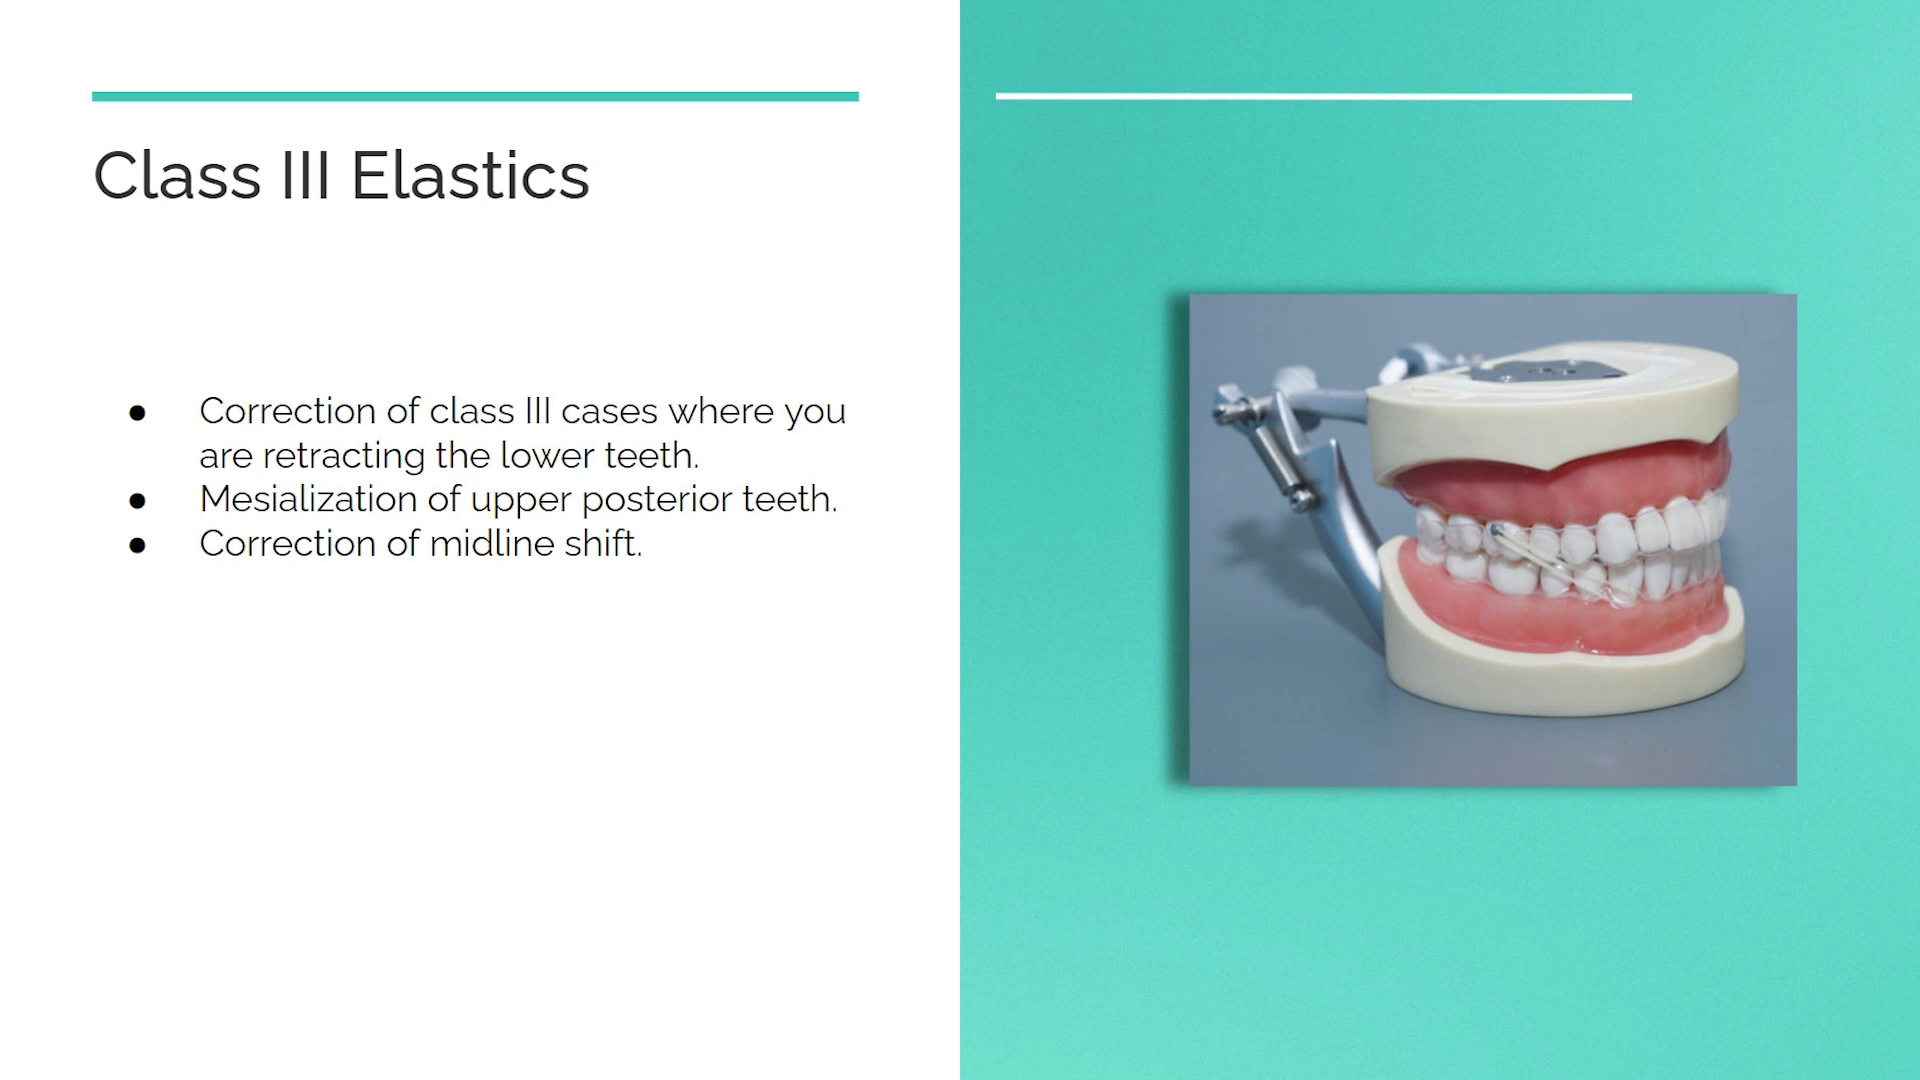 Class III Elastics
● Correction of class III cases where you
are retracting the lower teeth.
● Mesialization of upper posterior teeth.
● Correction of midline shift.